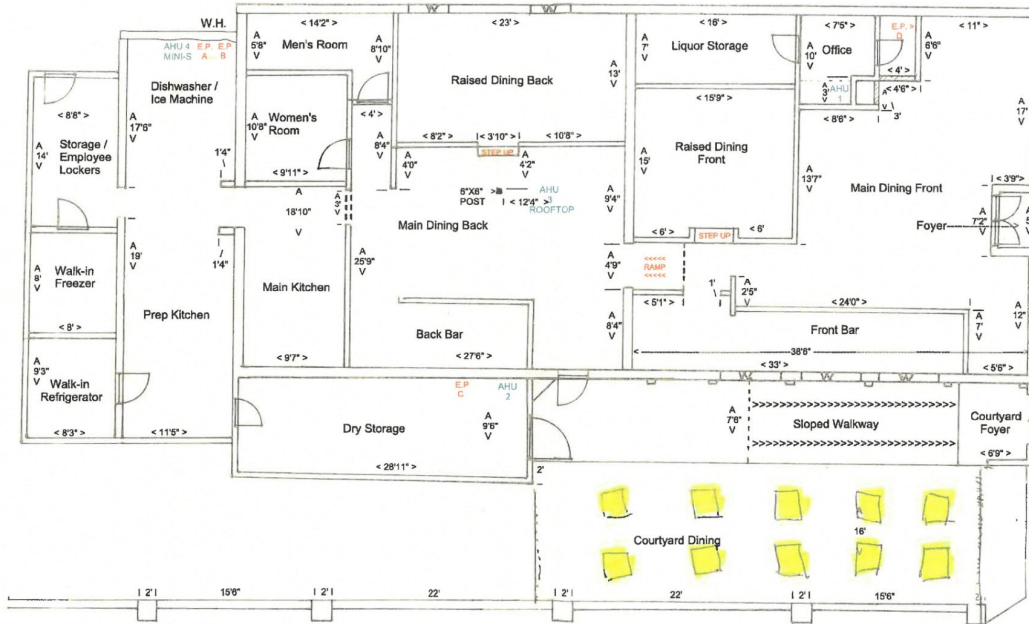 W.H.
< 14'2" >
< 23' >
W
W
< 16' >
< 7'5" >
< 11' >
AHU 4
MINI-S
E.P.
A
E.P
B
A
5'8"
V
Men's Room
A
8'10"
V
Raised Dining Back
A
13'
V
A
7'
V
Liquor Storage
A
10'
V
Office
E.P. >
D
A
6'6"
V
< 4' >
Dishwasher /
Ice Machine
< 8'8" >
A
17'6"
V
A
10'8"
V
Women's
Room
< 4' >
A
8'4"
V
< 15'9" >
A
3'
V
AHU
1
< 4'6" >
A
V
3'
A
17'
< 8'6" >
A
14'
V
Storage /
Employee
Lockers
1'4"
< 9'11" >
< 8'2" >
< 3'10" >
< 10'8" >
STEP UP
A
4'0"
V
A
4'2"
V
A
15'
V
Raised Dining
Front
A
13'7"
V
Main Dining Front
< 3'9" >
A
18'10"
V
A
3'
V
6"X6" >
POST
< 12'4" >
AHU
3
ROOFTOP
A
9'4"
V
Main Dining Back
< 6' >
STEP UP
< 6'
A
7'2"
V
Foyer
A
5'
V
A
19'
V
1'4"
A
25'9"
V
A
4'9"
V
<<<<<
RAMP
<<<<<
A
8'
V
Walk-in
Freezer
< 8' >
Main Kitchen
< 5'1" >
1'
A
2'5"
V
< 24'0" >
Prep Kitchen
Back Bar
A
8'4"
V
Front Bar
A
7'
V
A
12"
V
A
9'3"
V
Walk-in
Refrigerator
< 9'7" >
< 27'6" >
38'6"
< 33' >
< 5'6" >
W
W
W
E.P
C
AHU
2
A
9'6"
V
Dry Storage
A
7'6"
V
>>>>>>>>>>>>>>>>>>>>>>>>
Sloped Walkway
>>>>>>>>>>>>>>>>>>>>>>>>
Courtyard
Foyer
< 8'3" >
< 11'5" >
< 28'11" >
< 6'9" >
2'
Courtyard Dining
A
16'
V
2'
2'
15'6"
2'
22'
2'
22'
2'
15'6"